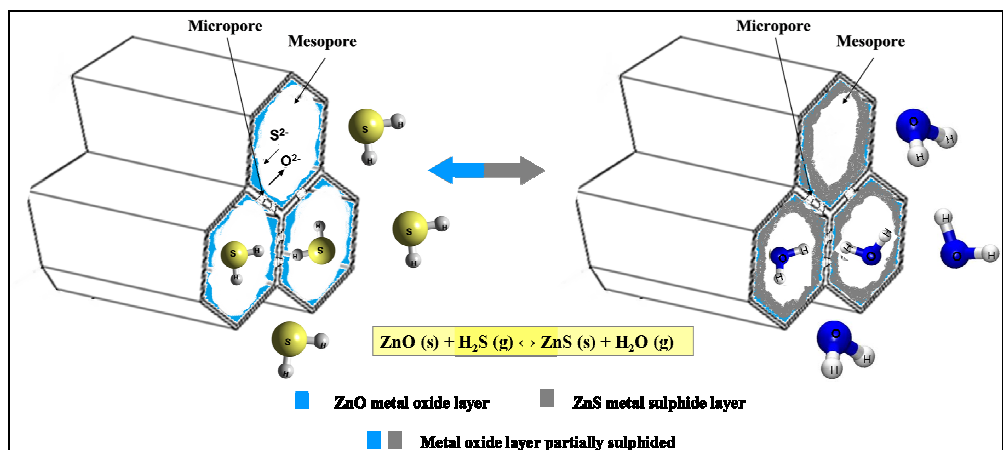 Micropore
Mesopore
Micropore
Mesopore
S²⁻
O²⁻
S
H
H
S
H
H
S
H
H
S
H
H
S
H
H
O
H
H
O
H
H
O
H
H
O
H
H
O
H
H
ZnO (s) + H₂S (g) ↔ ZnS (s) + H₂O (g)
ZnO metal oxide layer
ZnS metal sulphide layer
Metal oxide layer partially sulphided